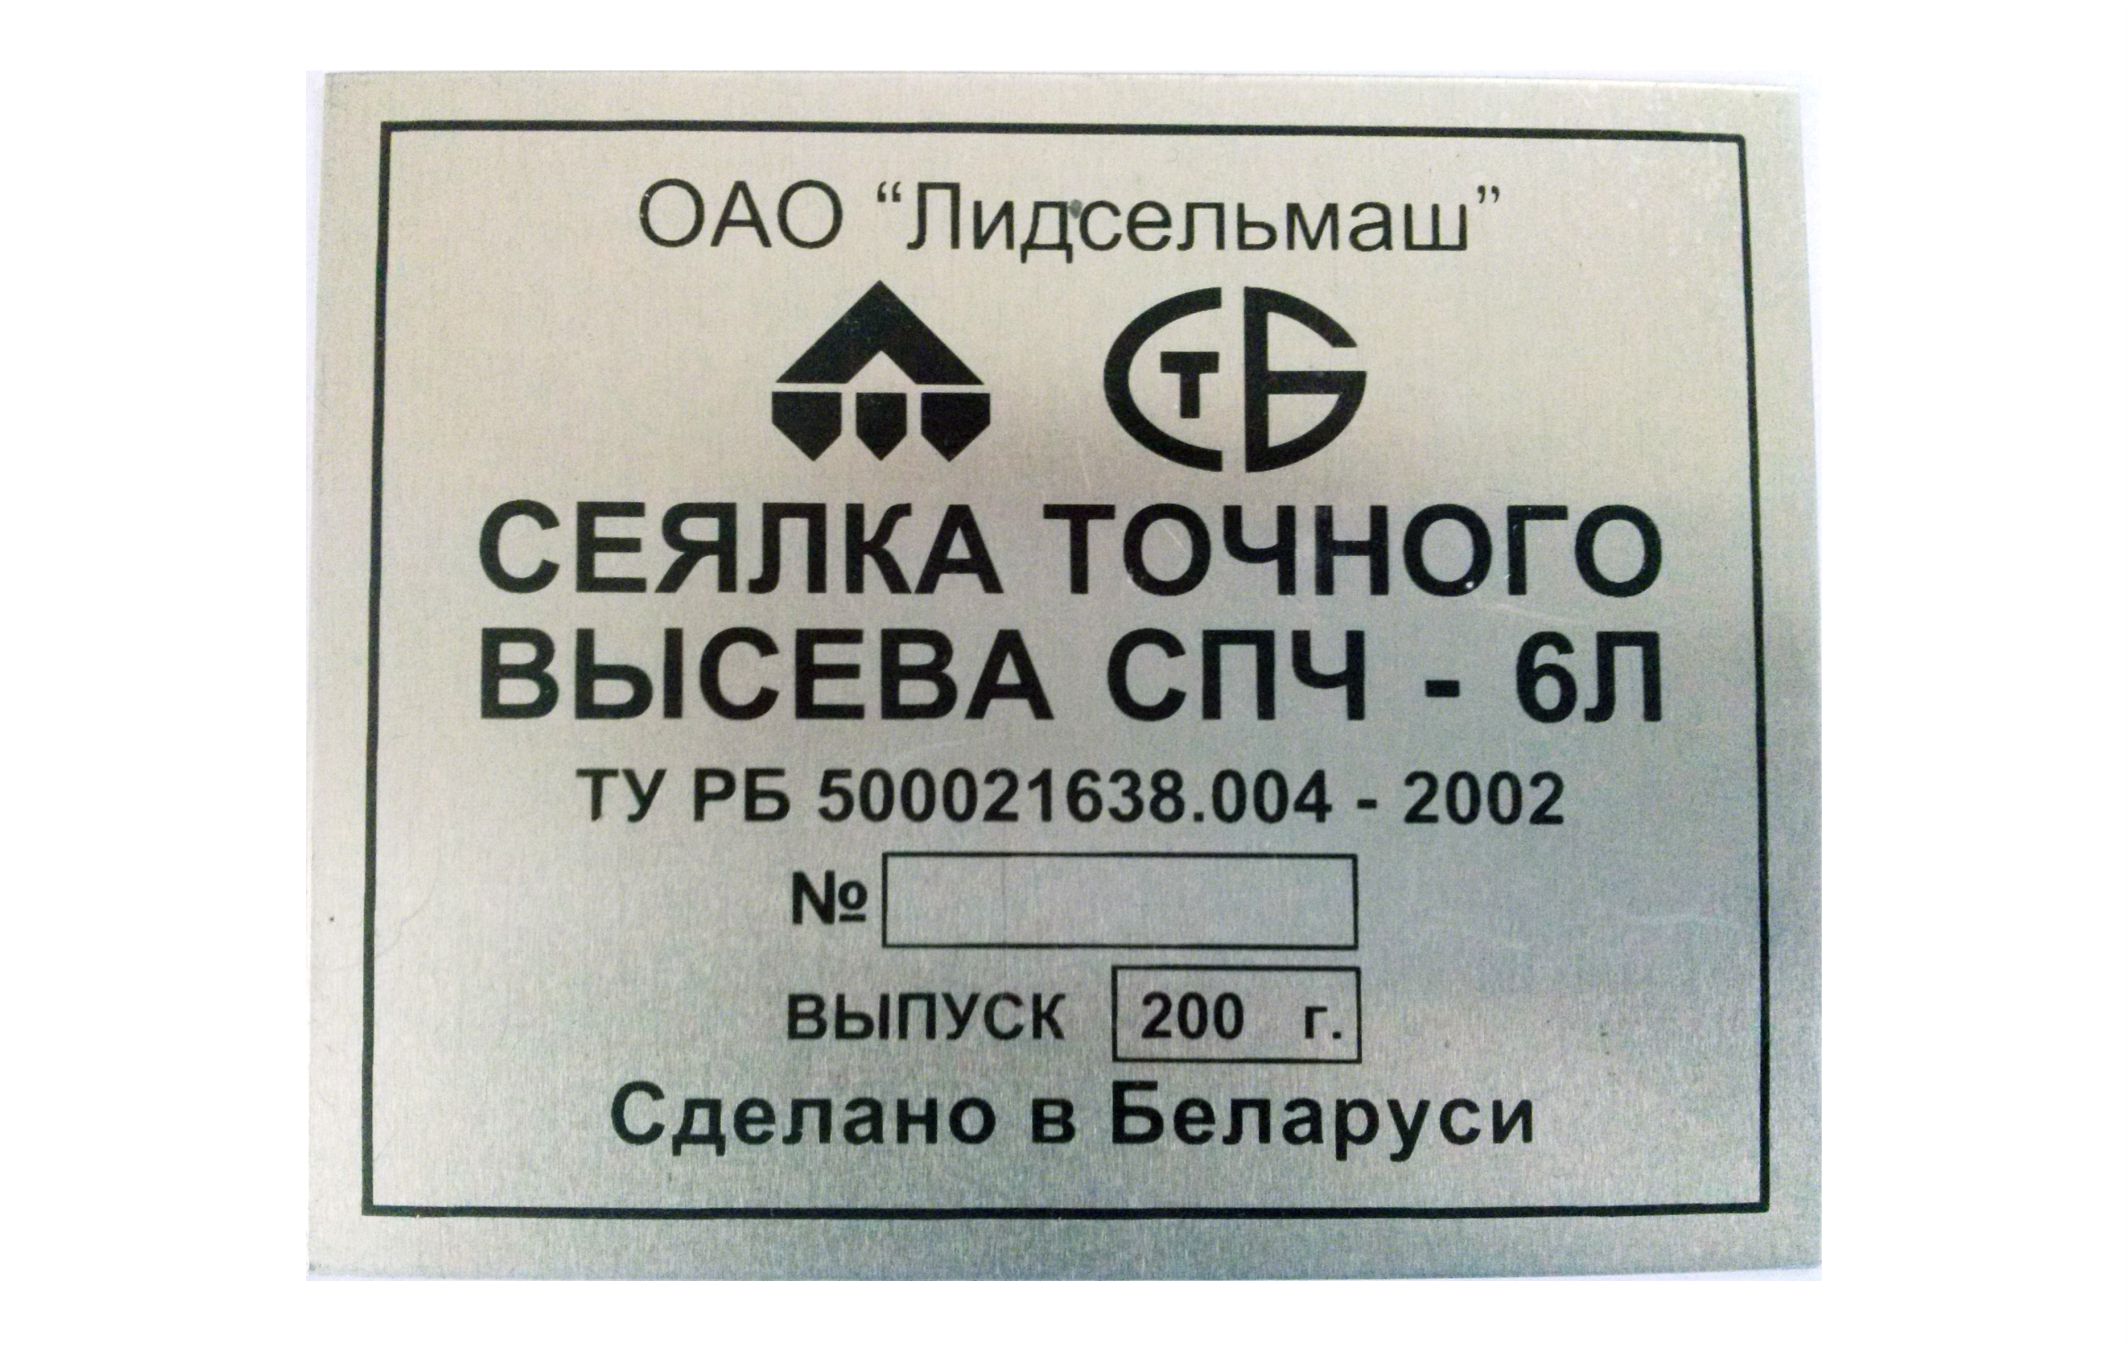 ОАО “Лидсельмаш”
СТБ
СЕЯЛКА ТОЧНОГО
ВЫСЕВА СПЧ - 6Л
ТУ РБ 500021638.004 - 2002
№
ВЫПУСК 200 г.
Сделано в Беларуси